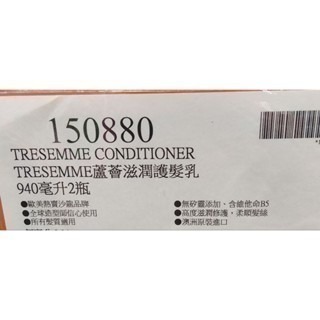 150880
TRESEMME CONDITIONER
TRESEMME蘆薈滋潤護髮乳
940毫升2瓶
●歐美熱賣沙龍品牌
●全球造型師信心使用
●所有髮質適用
●無矽靈添加，含維他命B5
●高度滋潤修護，柔順髮絲
●澳洲原裝進口